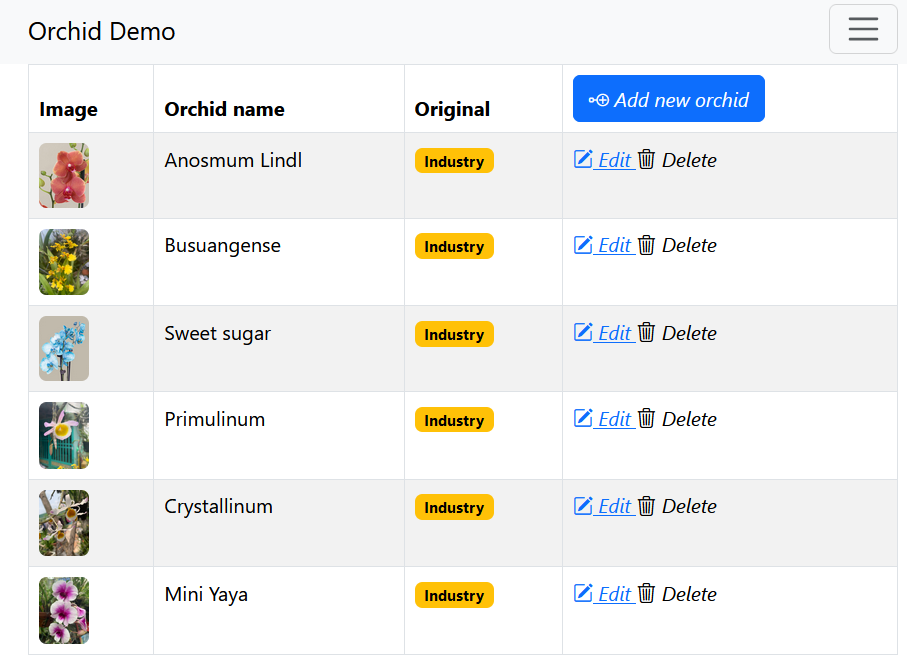 Orchid Demo
Image Orchid name Original Add new orchid
Anosmum Lindl Industry Edit Delete
Busuangense Industry Edit Delete
Sweet sugar Industry Edit Delete
Primulinum Industry Edit Delete
Crystallinum Industry Edit Delete
Mini Yaya Industry Edit Delete